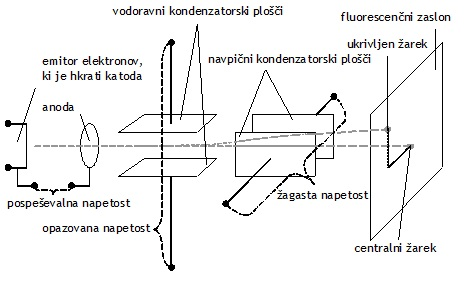 vodoravni kondenzatorski plošči
fluorescenčni zaslon
ukrivljen žarek
emitor elektronov,
ki je hkrati katoda
navpični kondenzatorski plošči
anoda
pospeševalna napetost
žagasta napetost
opazovana napetost
centralni žarek